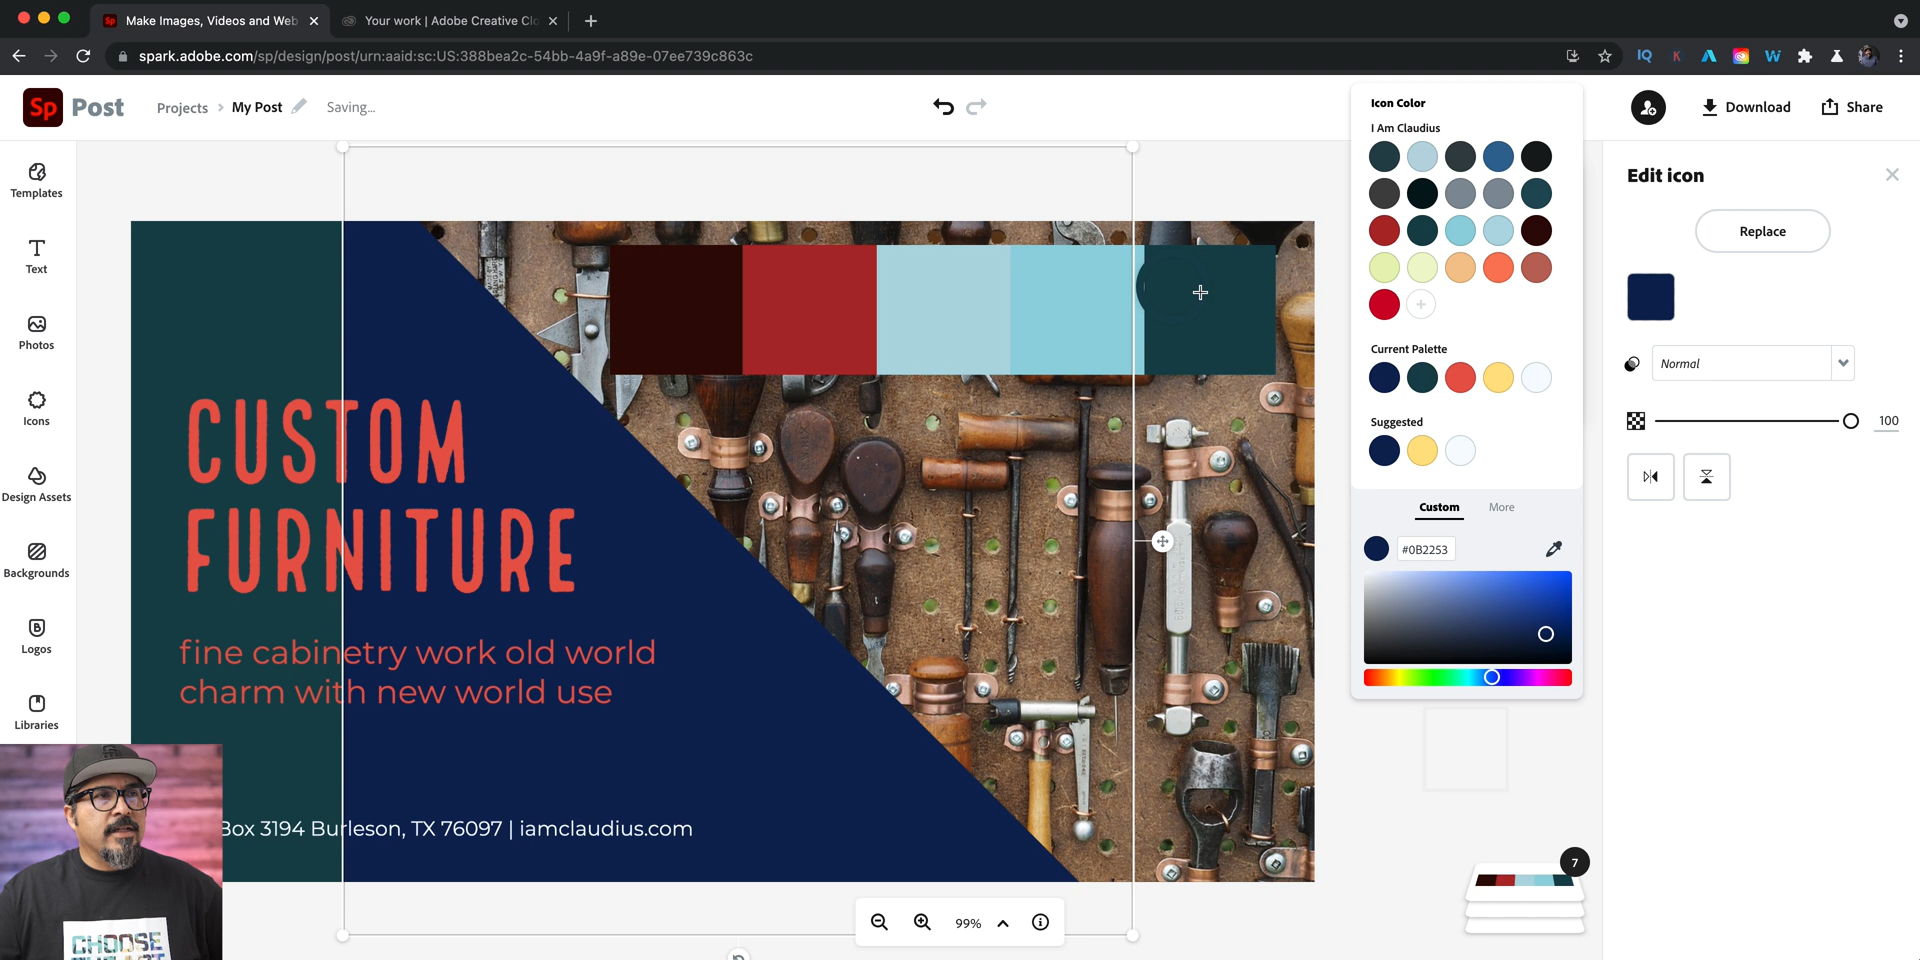 Make Images, Videos and Web
Your work | Adobe Creative Clo
spark.adobe.com/sp/design/post/urn:aaid:sc:US:388bea2c-54bb-4a9f-a89e-07ee739c863c
IQ
K
W
Sp
Post
Projects
My Post
Saving...
Download
Share
Templates
Text
Photos
Icons
Design Assets
Backgrounds
Logos
Libraries
CUSTOM
FURNITURE
fine cabinetry work old world
charm with new world use
Box 3194 Burleson, TX 76097 | iamclaudius.com
99%
Icon Color
I Am Claudius
Current Palette
Suggested
Custom
More
#0B2253
7
Edit icon
Replace
Normal
100
CHOOSE